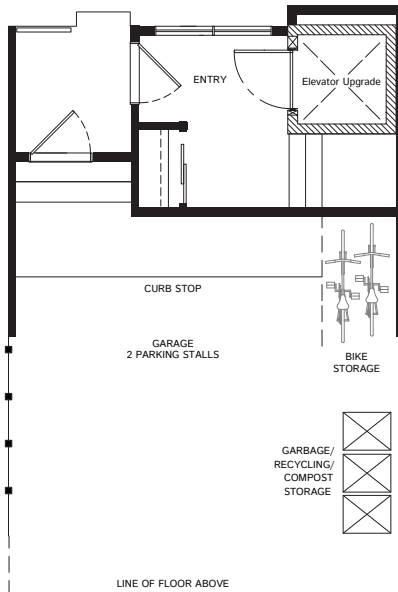 ENTRY
Elevator Upgrade
CURB STOP
GARAGE
2 PARKING STALLS
BIKE
STORAGE
GARBAGE/
RECYCLING/
COMPOST
STORAGE
LINE OF FLOOR ABOVE